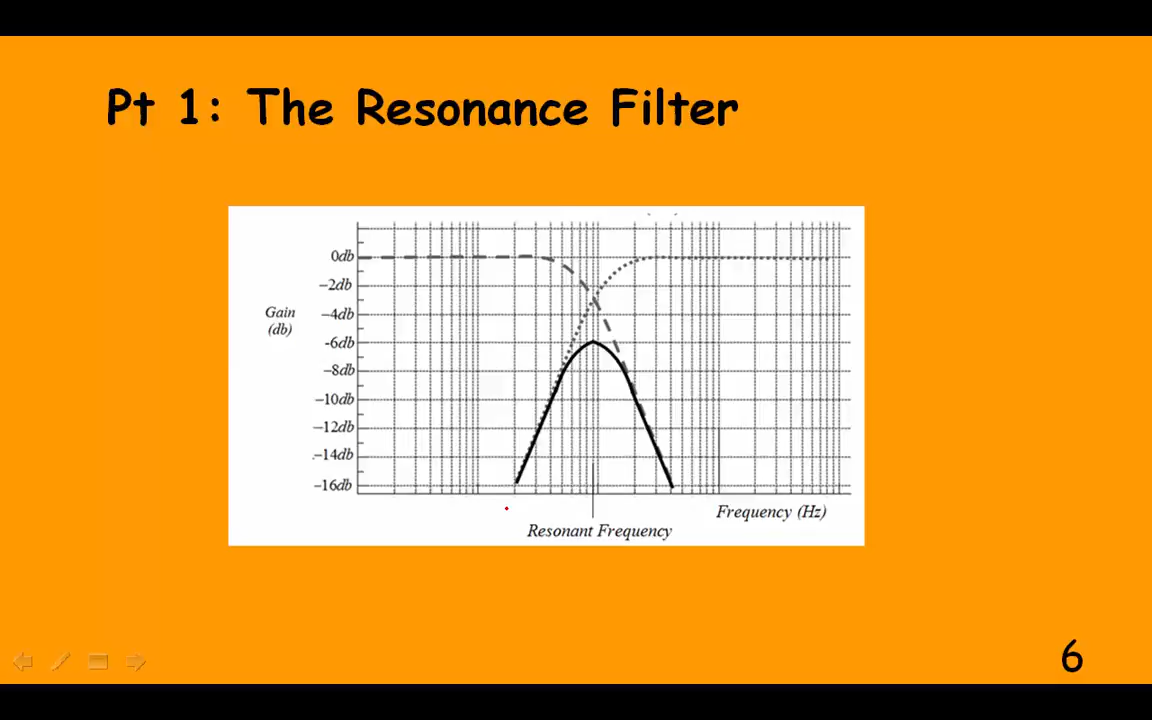 Pt 1: The Resonance Filter
0db
-2db
Gain
(db)
-4db
-6db
-8db
-10db
-12db
-14db
-16db
Frequency (Hz)
Resonant Frequency
6